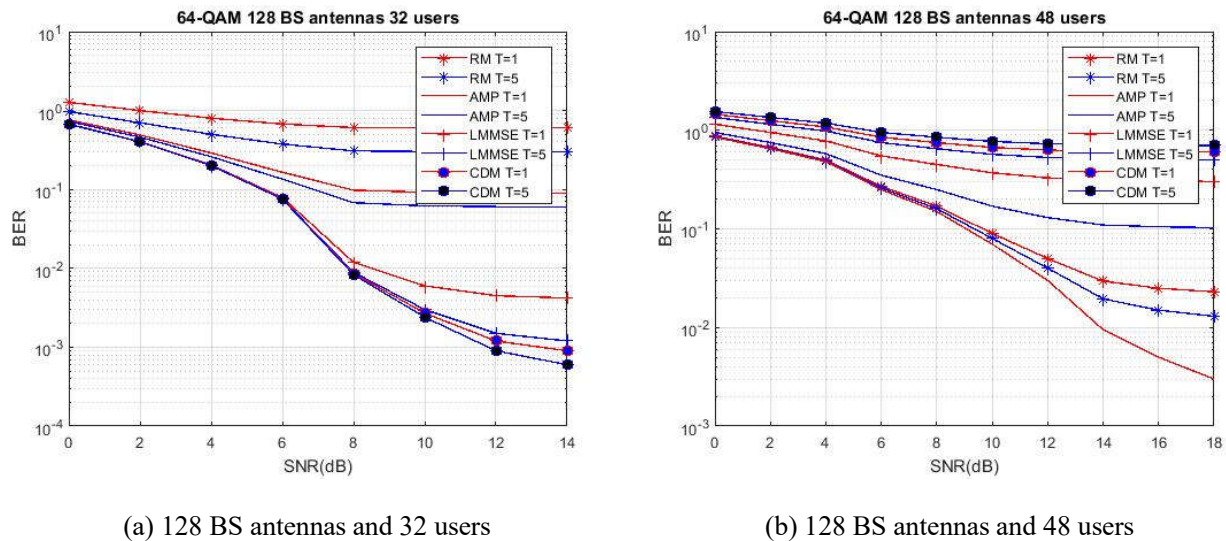 64-QAM 128 BS antennas 32 users
10^1
10^0
10^-1
10^-2
10^-3
10^-4
BER
0 2 4 6 8 10 12 14
SNR(dB)
RM T=1
RM T=5
AMP T=1
AMP T=5
LMMSE T=1
LMMSE T=5
CDM T=1
CDM T=5
(a) 128 BS antennas and 32 users
64-QAM 128 BS antennas 48 users
10^1
10^0
10^-1
10^-2
10^-3
BER
0 2 4 6 8 10 12 14 16 18
SNR(dB)
RM T=1
RM T=5
AMP T=1
AMP T=5
LMMSE T=1
LMMSE T=5
CDM T=1
CDM T=5
(b) 128 BS antennas and 48 users